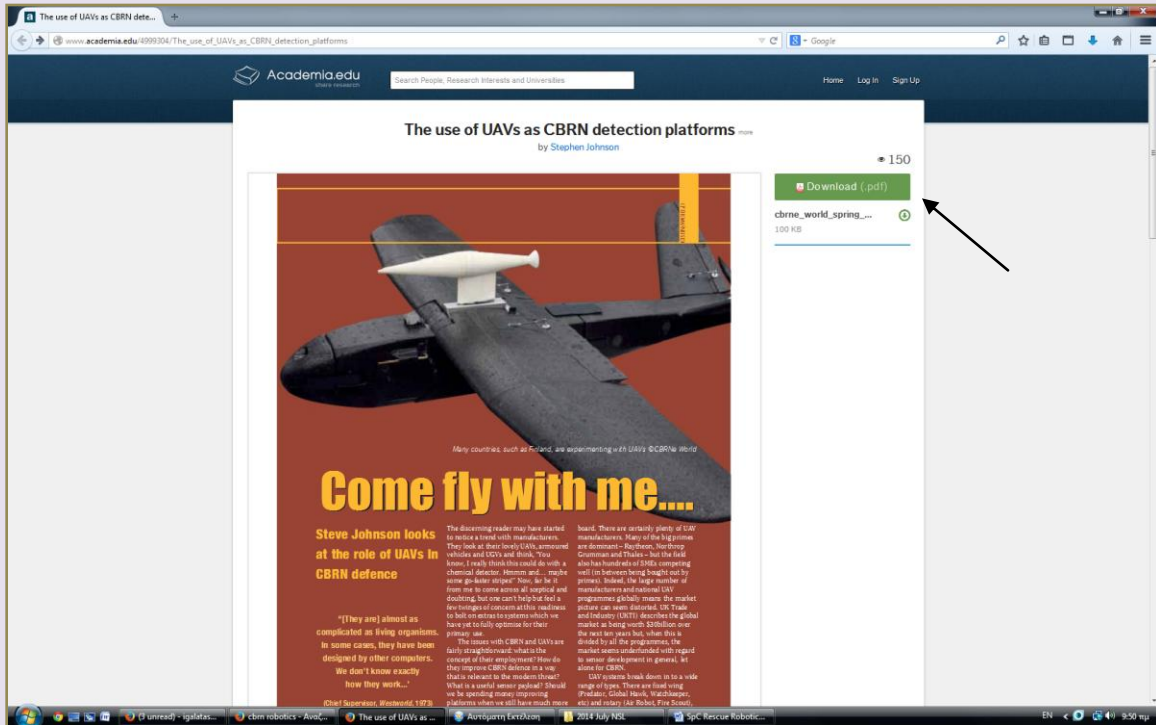 The use of UAVs as CBRN dete...
www.academia.edu/4999304/The_use_of_UAVs_as_CBRN_detection_platforms
Google
Academia.edu
share research
Search People, Research Interests and Universities
Home Log In Sign Up
The use of UAVs as CBRN detection platforms more
by Stephen Johnson
150
Download (.pdf)
cbrne_world_spring_...
100 KB
Many countries, such as Finland, are experimenting with UAVs ©CBRNe World
Come fly with me....
Steve Johnson looks
at the role of UAVs in
CBRN defence
"[They are] almost as
complicated as living organisms.
In some cases, they have been
designed by other computers.
We don't know exactly
how they work...'
(Chief Supervisor, Westworld, 1973)
The discerning reader may have started
to notice a trend with manufacturers.
They look at their lovely UAVs, armoured
vehicles and UGVs and think, "You
know, I really think this could do with a
chemical detector. Hmmm and... maybe
some go-faster stripes!" Now, far be it
from me to come across all sceptical and
doubting, but one can't help but feel a
few twinges of concern at this readiness
to bolt on extras to systems which we
have yet to fully optimise for their
primary use.
The issues with CBRN and UAVs are
fairly straightforward: what is the
concept of their employment? How do
they improve CBRN defence in a way
that is relevant to the modern threat?
What is a useful sensor payload? Should
we be spending money improving
platforms when we still have much more
board. There are certainly plenty of UAV
manufacturers. Many of the big primes
are dominant – Raytheon, Northrop
Grumman and Thales – but the field
also has hundreds of SMEs competing
well (in between being bought out by
primes). Indeed, the large number of
manufacturers and national UAV
programmes globally means the market
picture can seem distorted. UK Trade
and Industry (UKTI) describes the global
market as being worth $30billion over
the next ten years but, when this is
divided by all the programmes, the
market seems underfunded with regard
to sensor development in general, let
alone for CBRN.
UAV systems break down in to a wide
range of types. There are fixed wing
(Predator, Global Hawk, Watchkeeper,
etc) and rotary (Air Robot, Fire Scout),
(3 unread) - igalatas...
cbrn robotics - Αναζ...
The use of UAVs as ...
Αυτόματη Εκτέλεση
2014 July NSL
SpC Rescue Robotic...
EN
9:50 πμ